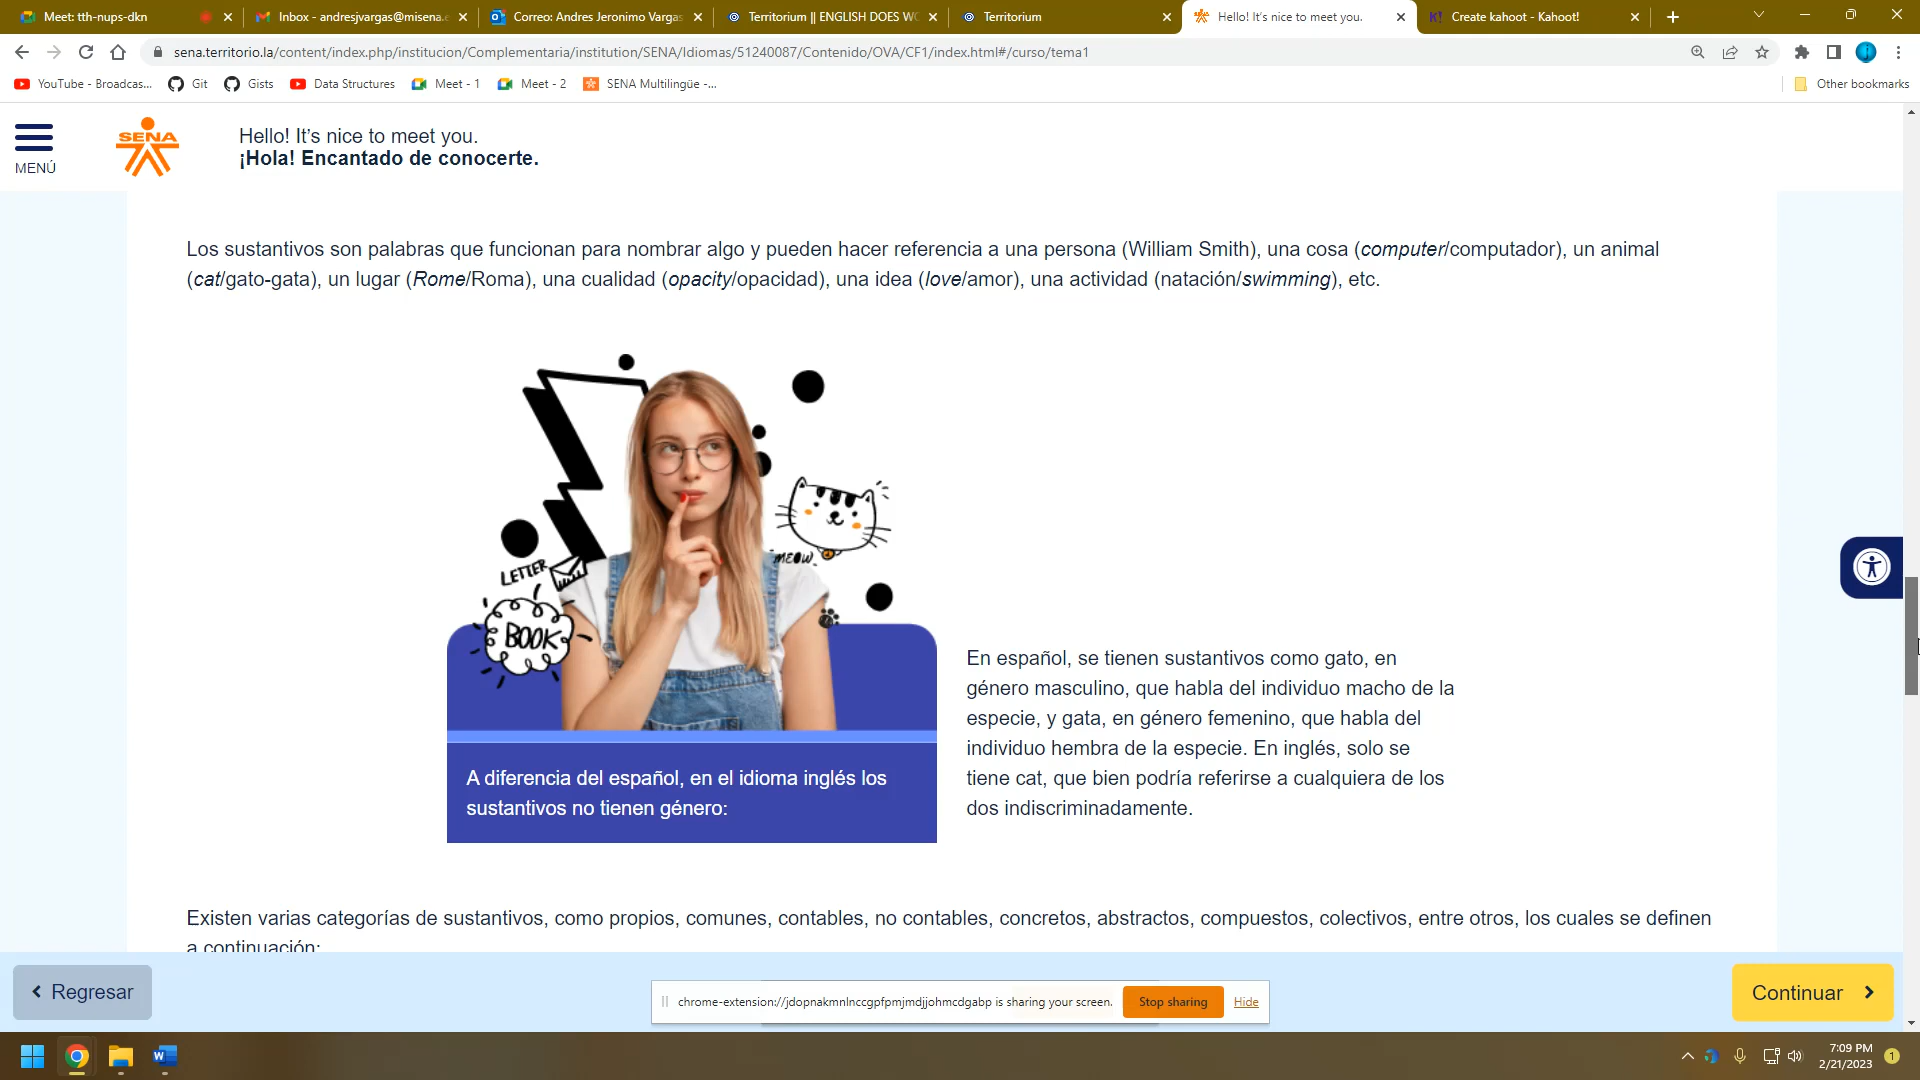 Meet: tth-nups-dkn
Inbox - andresjvargas@misena.e
Correo: Andres Jeronimo Vargas
Territorium || ENGLISH DOES WO
Territorium
Hello! It's nice to meet you.
K! Create kahoot - Kahoot!
sena.territorio.la/content/index.php/institucion/Complementaria/institution/SENA/Idiomas/51240087/Contenido/OVA/CF1/index.html#/curso/tema1
YouTube - Broadcas...
Git
Gists
Data Structures
Meet - 1
Meet - 2
SENA Multilingüe -...
Other bookmarks
MENÚ
SENA
Hello! It's nice to meet you.
¡Hola! Encantado de conocerte.
Los sustantivos son palabras que funcionan para nombrar algo y pueden hacer referencia a una persona (William Smith), una cosa (computer/computador), un animal
(cat/gato-gata), un lugar (Rome/Roma), una cualidad (opacity/opacidad), una idea (love/amor), una actividad (natación/swimming), etc.
MEOW
LETTER
BOOK
A diferencia del español, en el idioma inglés los
sustantivos no tienen género:
En español, se tienen sustantivos como gato, en
género masculino, que habla del individuo macho de la
especie, y gata, en género femenino, que habla del
individuo hembra de la especie. En inglés, solo se
tiene cat, que bien podría referirse a cualquiera de los
dos indiscriminadamente.
Existen varias categorías de sustantivos, como propios, comunes, contables, no contables, concretos, abstractos, compuestos, colectivos, entre otros, los cuales se definen
a continuación:
Regresar
chrome-extension://jdopnakmnlnccgpfpmjmdjjohmcdgabp is sharing your screen.
Stop sharing
Hide
Continuar
W
7:09 PM
2/21/2023
1